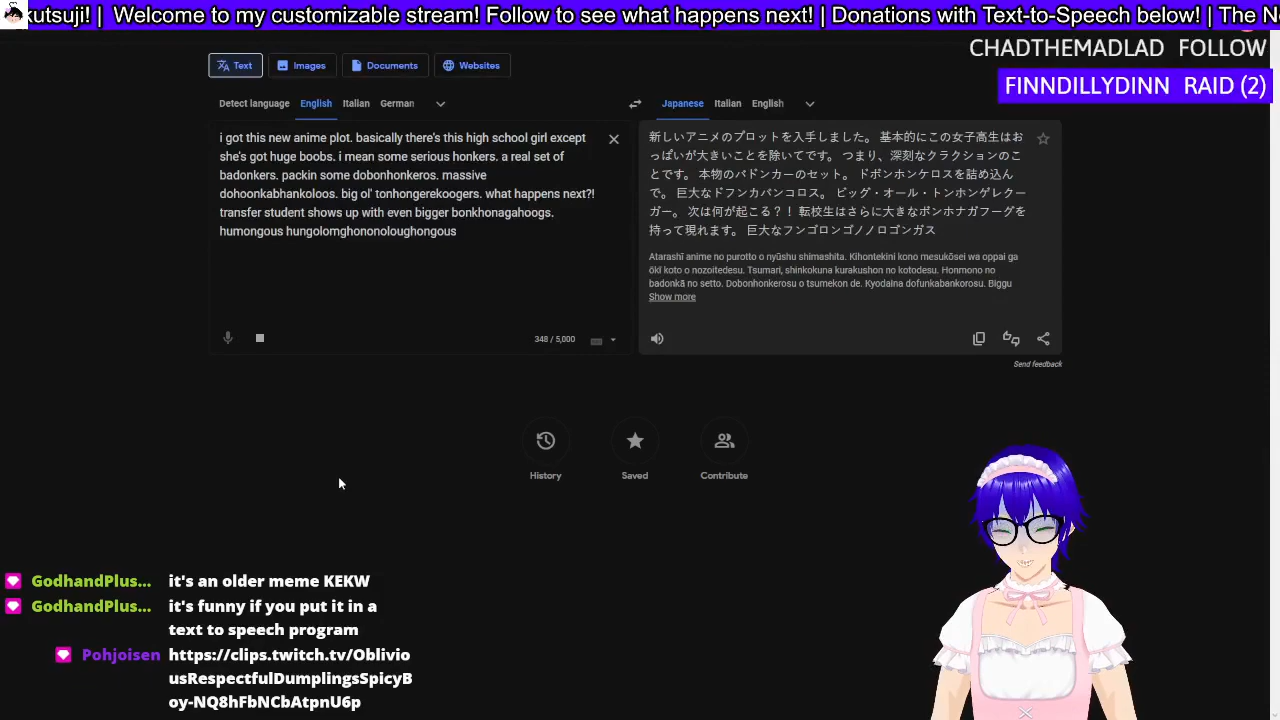 kutsuji! | Welcome to my customizable stream! Follow to see what happens next! | Donations with Text-to-Speech below! | The N
CHADTHEMADLAD FOLLOW
FINNDILLYDINN RAID (2)
Text Images Documents Websites
Detect language English Italian German
Japanese Italian English
i got this new anime plot. basically there's this high school girl except
she's got huge boobs. i mean some serious honkers. a real set of
badonkers. packin some dobonhonkeros. massive
dohoonkabhankoloos. big ol' tonhongerekoogers. what happens next?!
transfer student shows up with even bigger bonkhonagahoogs.
humongous hungolomghononoloughongous
348 / 5,000
新しいアニメのプロットを入手しました。 基本的にこの女子高生はお
っぱいが大きいことを除いてです。 つまり、深刻なクラクションのこ
とです。 本物のバドンカーのセット。 ドボンホンケロスを詰め込ん
で。 巨大なドフンカバンコロス。 ビッグ・オール・トンホンゲレクー
ガー。 次は何が起こる？！ 転校生はさらに大きなボンホナガフーグを
持って現れます。 巨大なフンゴロンゴノノロゴンガス
Atarashī anime no purotto o nyūshu shimashita. Kihontekini kono mesukōsei wa oppai ga
ōkī koto o nozoitedesu. Tsumari, shinkokuna kurakushon no kotodesu. Honmono no
badonkā no setto. Dobonhonkerosu o tsumekon de. Kyodaina dofunkabankorosu. Biggu
Show more
Send feedback
History Saved Contribute
GodhandPlus... it's an older meme KEKW
GodhandPlus... it's funny if you put it in a
text to speech program
Pohjoisen https://clips.twitch.tv/Oblivio
usRespectfulDumplingsSpicyB
oy-NQ8hFbNCbAtpnU6p